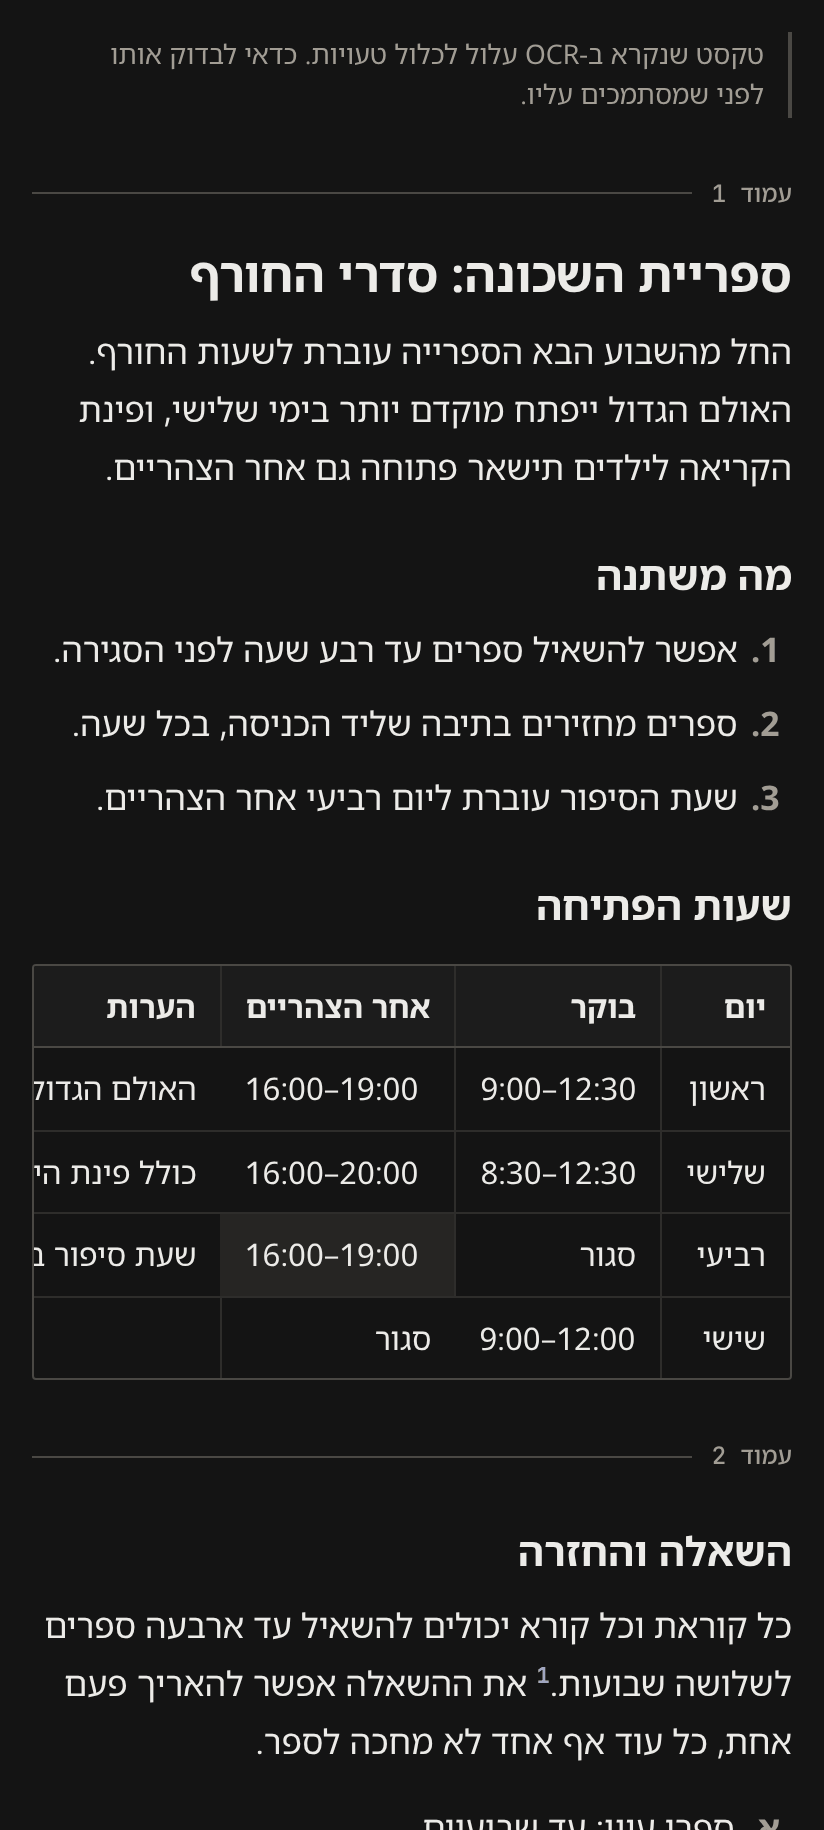 טקסט שנקרא ב-OCR עלול לכלול טעויות. כדאי לבדוק אותו
לפני שמסתמכים עליו.
עמוד 1
ספריית השכונה: סדרי החורף
החל מהשבוע הבא הספרייה עוברת לשעות החורף.
האולם הגדול ייפתח מוקדם יותר בימי שלישי, ופינת
הקריאה לילדים תישאר פתוחה גם אחר הצהריים.
מה משתנה
1. אפשר להשאיל ספרים עד רבע שעה לפני הסגירה.
2. ספרים מחזירים בתיבה שליד הכניסה, בכל שעה.
3. שעת הסיפור עוברת ליום רביעי אחר הצהריים.
שעות הפתיחה
יום בוקר אחר הצהריים הערות
ראשון 9:00–12:30 16:00–19:00 האולם הגדול
שלישי 8:30–12:30 16:00–20:00 כולל פינת
רביעי סגור 16:00–19:00 שעת סיפור
שישי 9:00–12:00 סגור
עמוד 2
השאלה והחזרה
כל קוראת וכל קורא יכולים להשאיל עד ארבעה ספרים
לשלושה שבועות.1 את ההשאלה אפשר להאריך פעם
אחת, כל עוד אף אחד לא מחכה לספר.